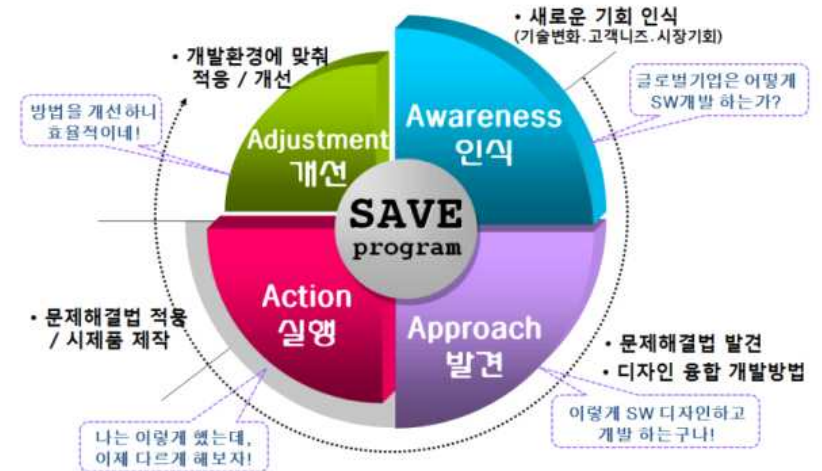 • 새로운 기회 인식
(기술변화.고객니즈.시장기회)
글로벌기업은 어떻게
SW개발 하는가?
Awareness
인식
• 개발환경에 맞춰
적응 / 개선
방법을 개선하니
효율적이네!
Adjustment
개선
SAVE
program
Action
실행
• 문제해결법 적용
/ 시제품 제작
나는 이렇게 했는데,
이제 다르게 해보자!
Approach
발견
• 문제해결법 발견
• 디자인 융합 개발방법
이렇게 SW 디자인하고
개발 하는구나!